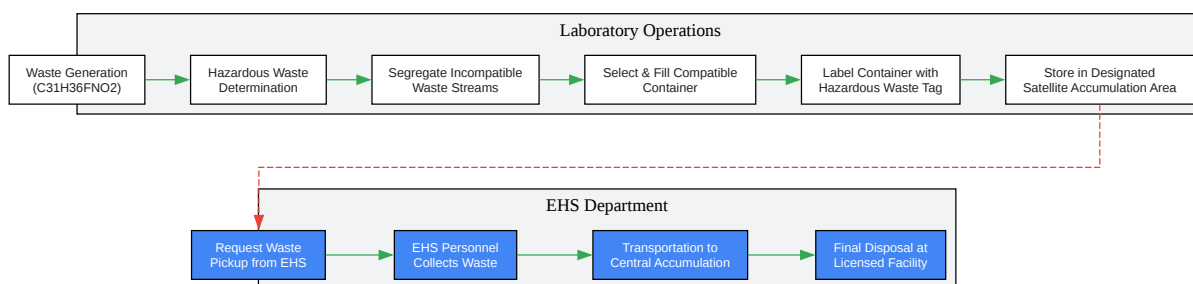 Laboratory Operations
Waste Generation
(C31H36FNO2)
Hazardous Waste
Determination
Segregate Incompatible
Waste Streams
Select & Fill Compatible
Container
Label Container with
Hazardous Waste Tag
Store in Designated
Satellite Accumulation Area
EHS Department
Request Waste
Pickup from EHS
EHS Personnel
Collects Waste
Transportation to
Central Accumulation
Final Disposal at
Licensed Facility